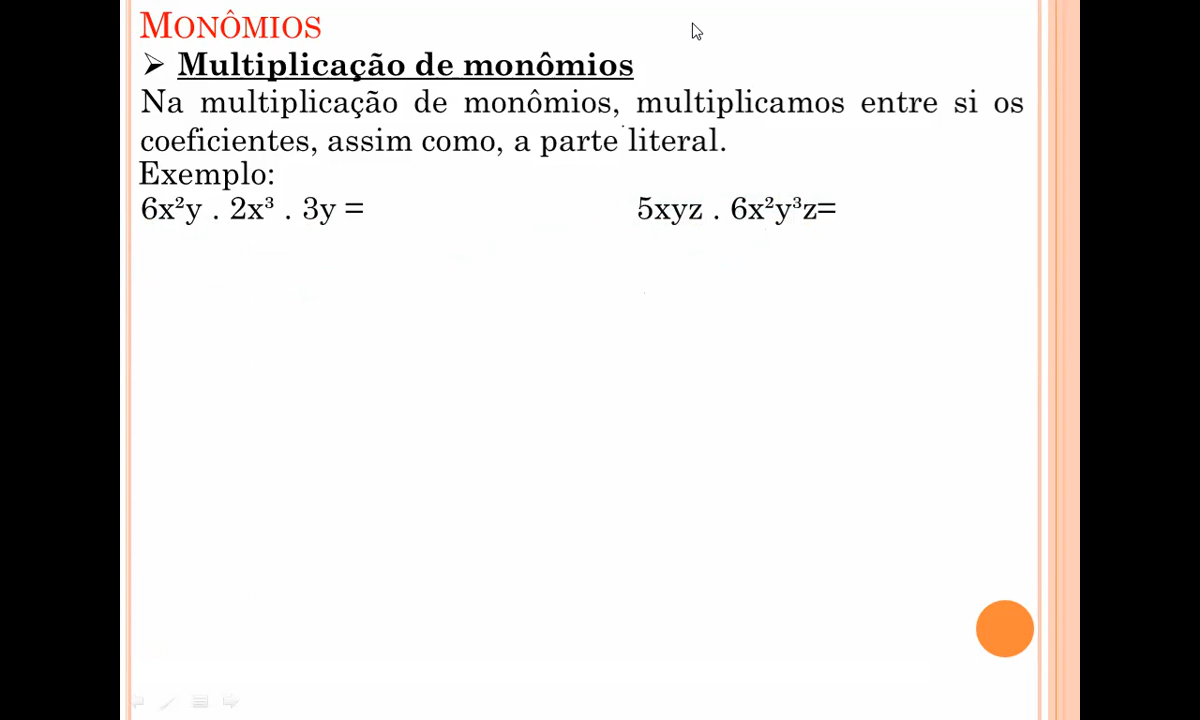 MONÔMIOS
➢ Multiplicação de monômios
Na multiplicação de monômios, multiplicamos entre si os
coeficientes, assim como, a parte literal.
Exemplo:
6x²y . 2x³ . 3y = 5xyz . 6x²y³z=